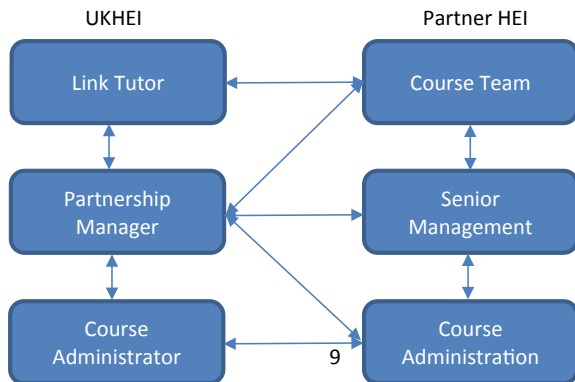 UKHEI
Partner HEI
Link Tutor
Course Team
Partnership
Manager
Senior
Management
Course
Administrator
9
Course
Administration